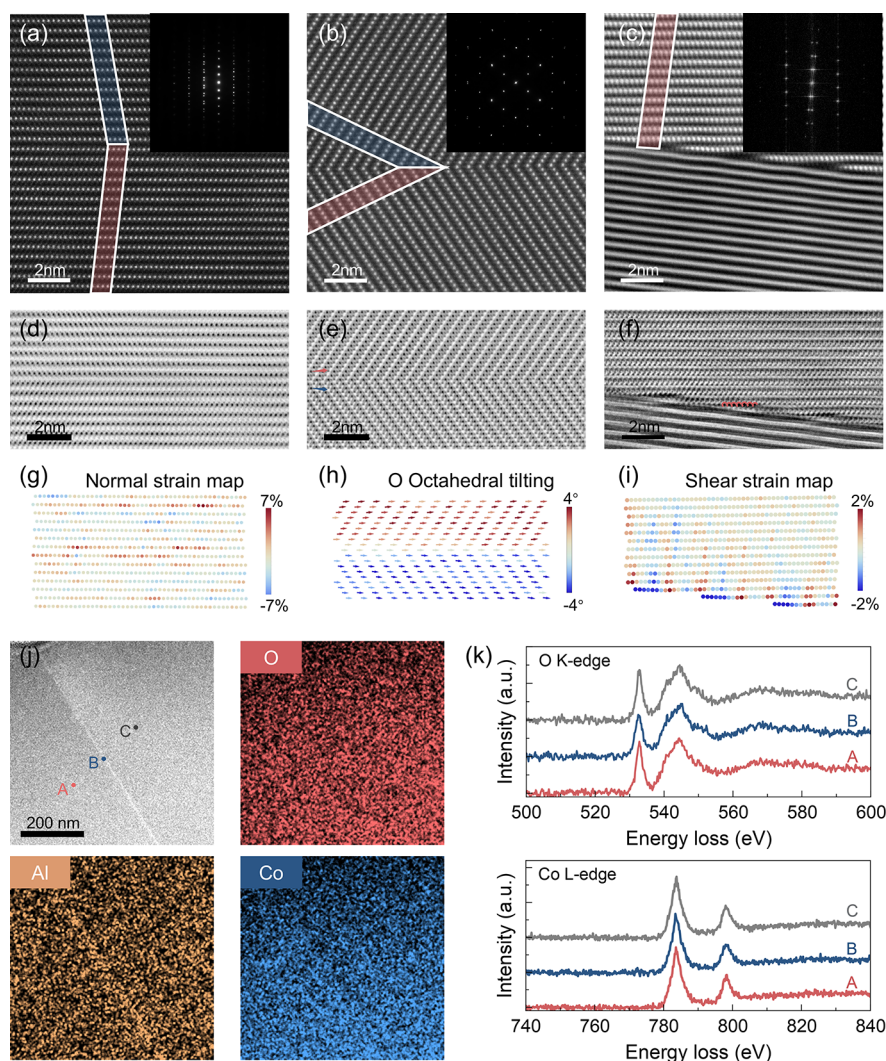 (a)
(b)
(c)
2nm
2nm
2nm
(d)
(e)
(f)
2nm
2nm
2nm
(g)
Normal strain map
7%
-7%
(h)
O Octahedral tilting
4°
-4°
(i)
Shear strain map
2%
-2%
(j)
C
B
A
200 nm
O
Al
Co
(k)
O K-edge
C
B
A
Intensity (a.u.)
500 520 540 560 580 600
Energy loss (eV)
Co L-edge
C
B
A
Intensity (a.u.)
740 760 780 800 820 840
Energy loss (eV)